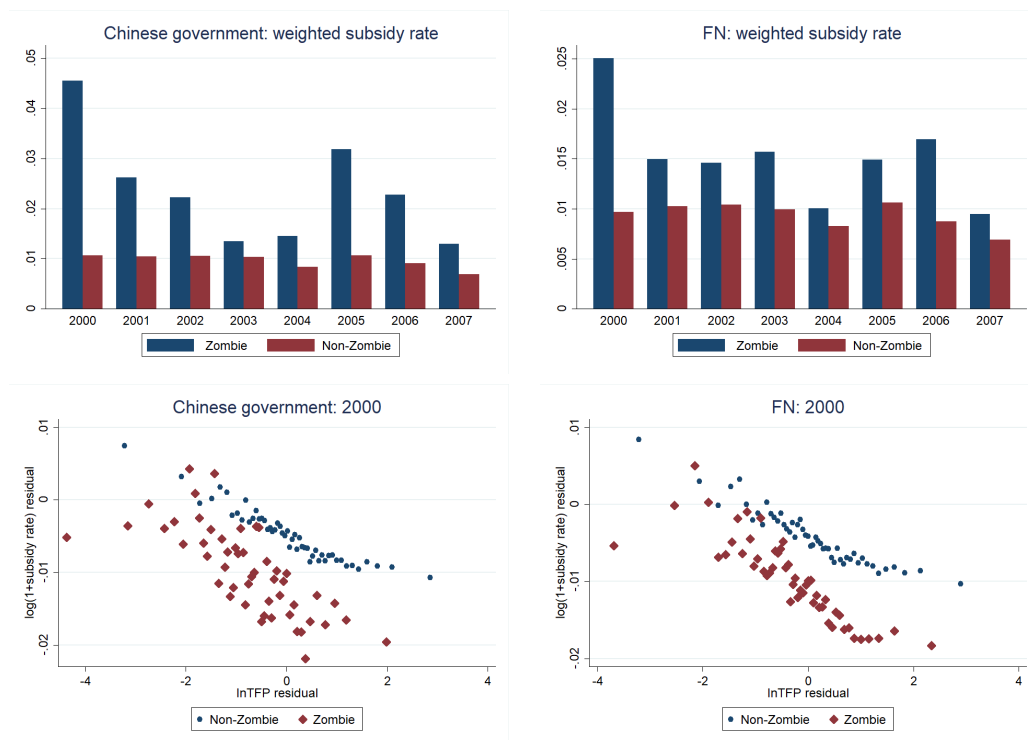 Chinese government: weighted subsidy rate
.05
.04
.03
.02
.01
0
2000 2001 2002 2003 2004 2005 2006 2007
Zombie Non-Zombie
FN: weighted subsidy rate
.025
.02
.015
.01
.005
0
2000 2001 2002 2003 2004 2005 2006 2007
Zombie Non-Zombie
Chinese government: 2000
log(1+subsidy rate) residual
.01
0
-.01
-.02
-4 -2 0 2 4
lnTFP residual
Non-Zombie Zombie
FN: 2000
log(1+subsidy rate) residual
.01
0
-.01
-.02
-4 -2 0 2 4
lnTFP residual
Non-Zombie Zombie